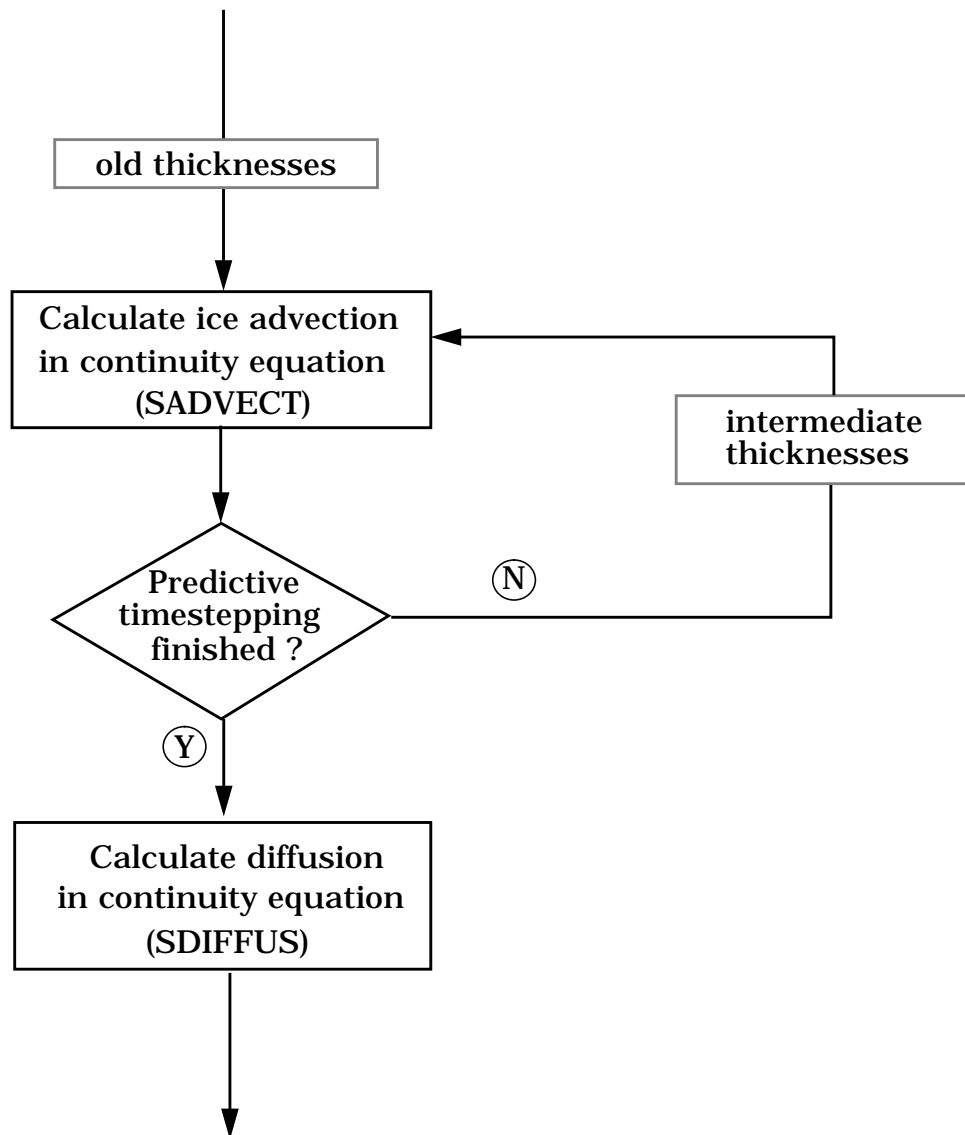 old thicknesses
Calculate ice advection
in continuity equation
(SADVECT)
intermediate
thicknesses
Predictive
timestepping
finished ?
N
Y
Calculate diffusion
in continuity equation
(SDIFFUS)